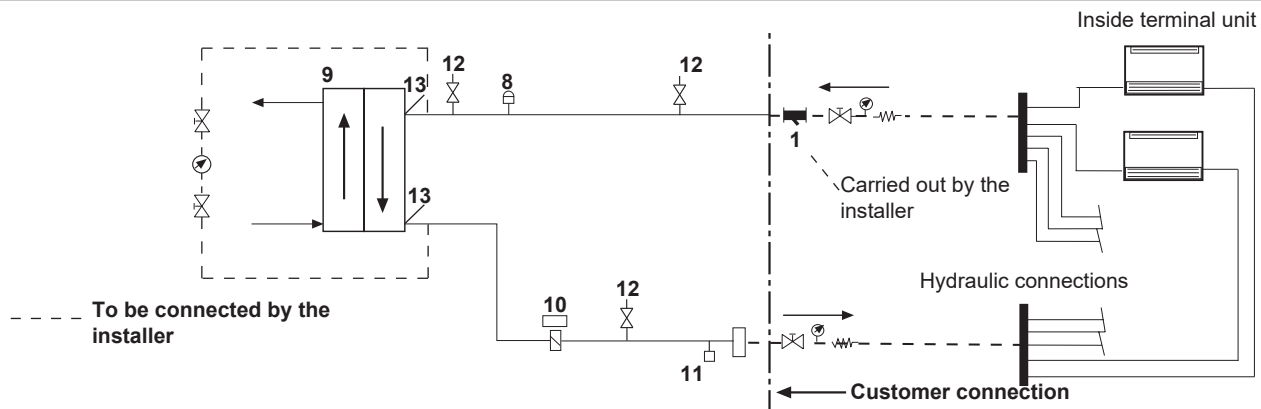 Inside terminal unit
12
12
9
13
8
1
Carried out by the
installer
13
Hydraulic connections
12
10
To be connected by the
installer
11
Customer connection